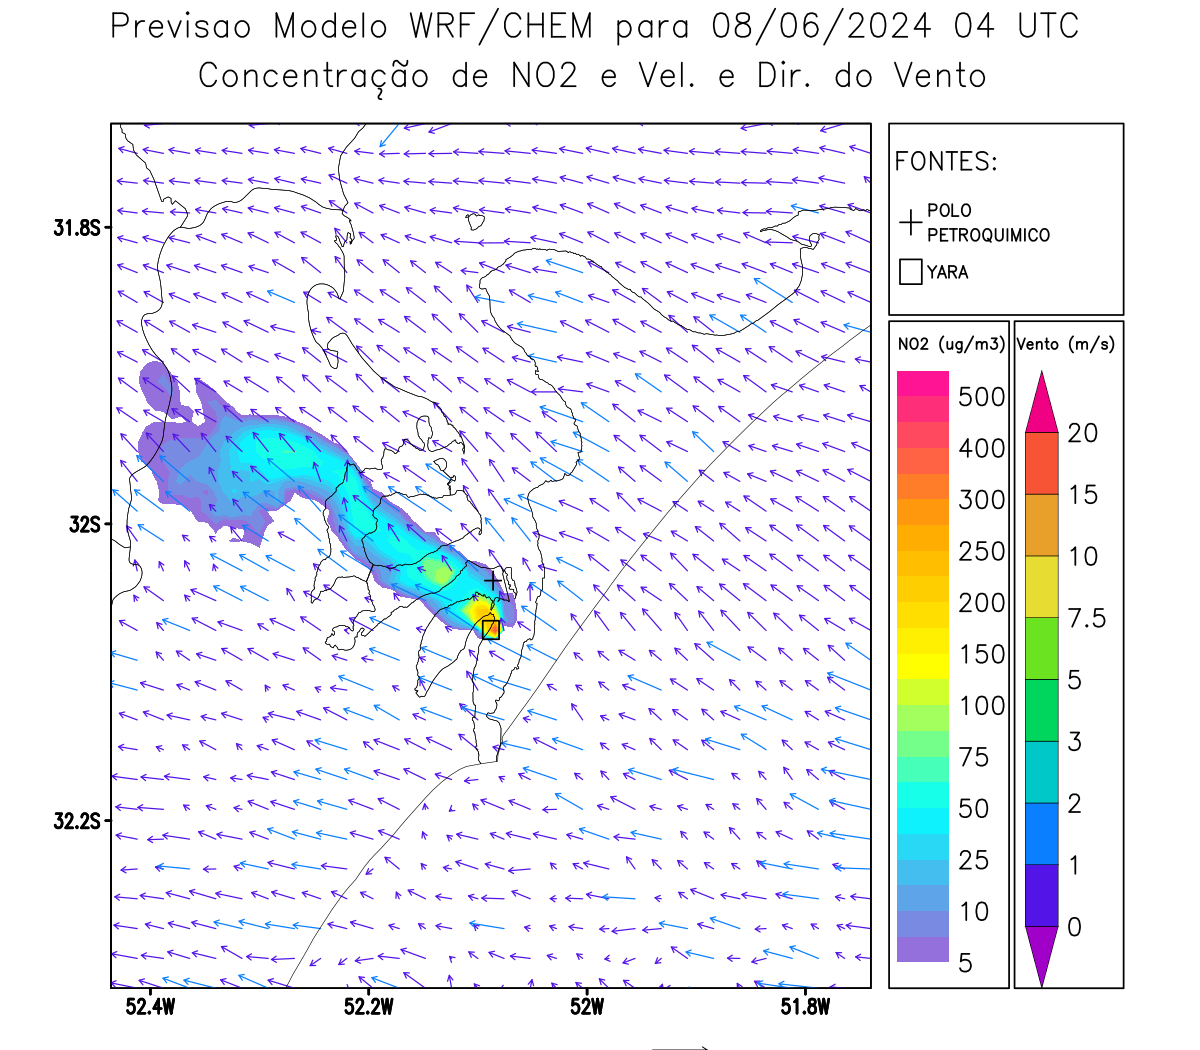 Previsao Modelo WRF/CHEM para 08/06/2024 04 UTC
Concentração de NO2 e Vel. e Dir. do Vento
31.8S
32S
32.2S
52.4W
52.2W
52W
51.8W
FONTES:
POLO
PETROQUIMICO
YARA
NO2 (ug/m3)
500
400
300
250
200
150
100
75
50
25
10
5
Vento (m/s)
20
15
10
7.5
5
3
2
1
0